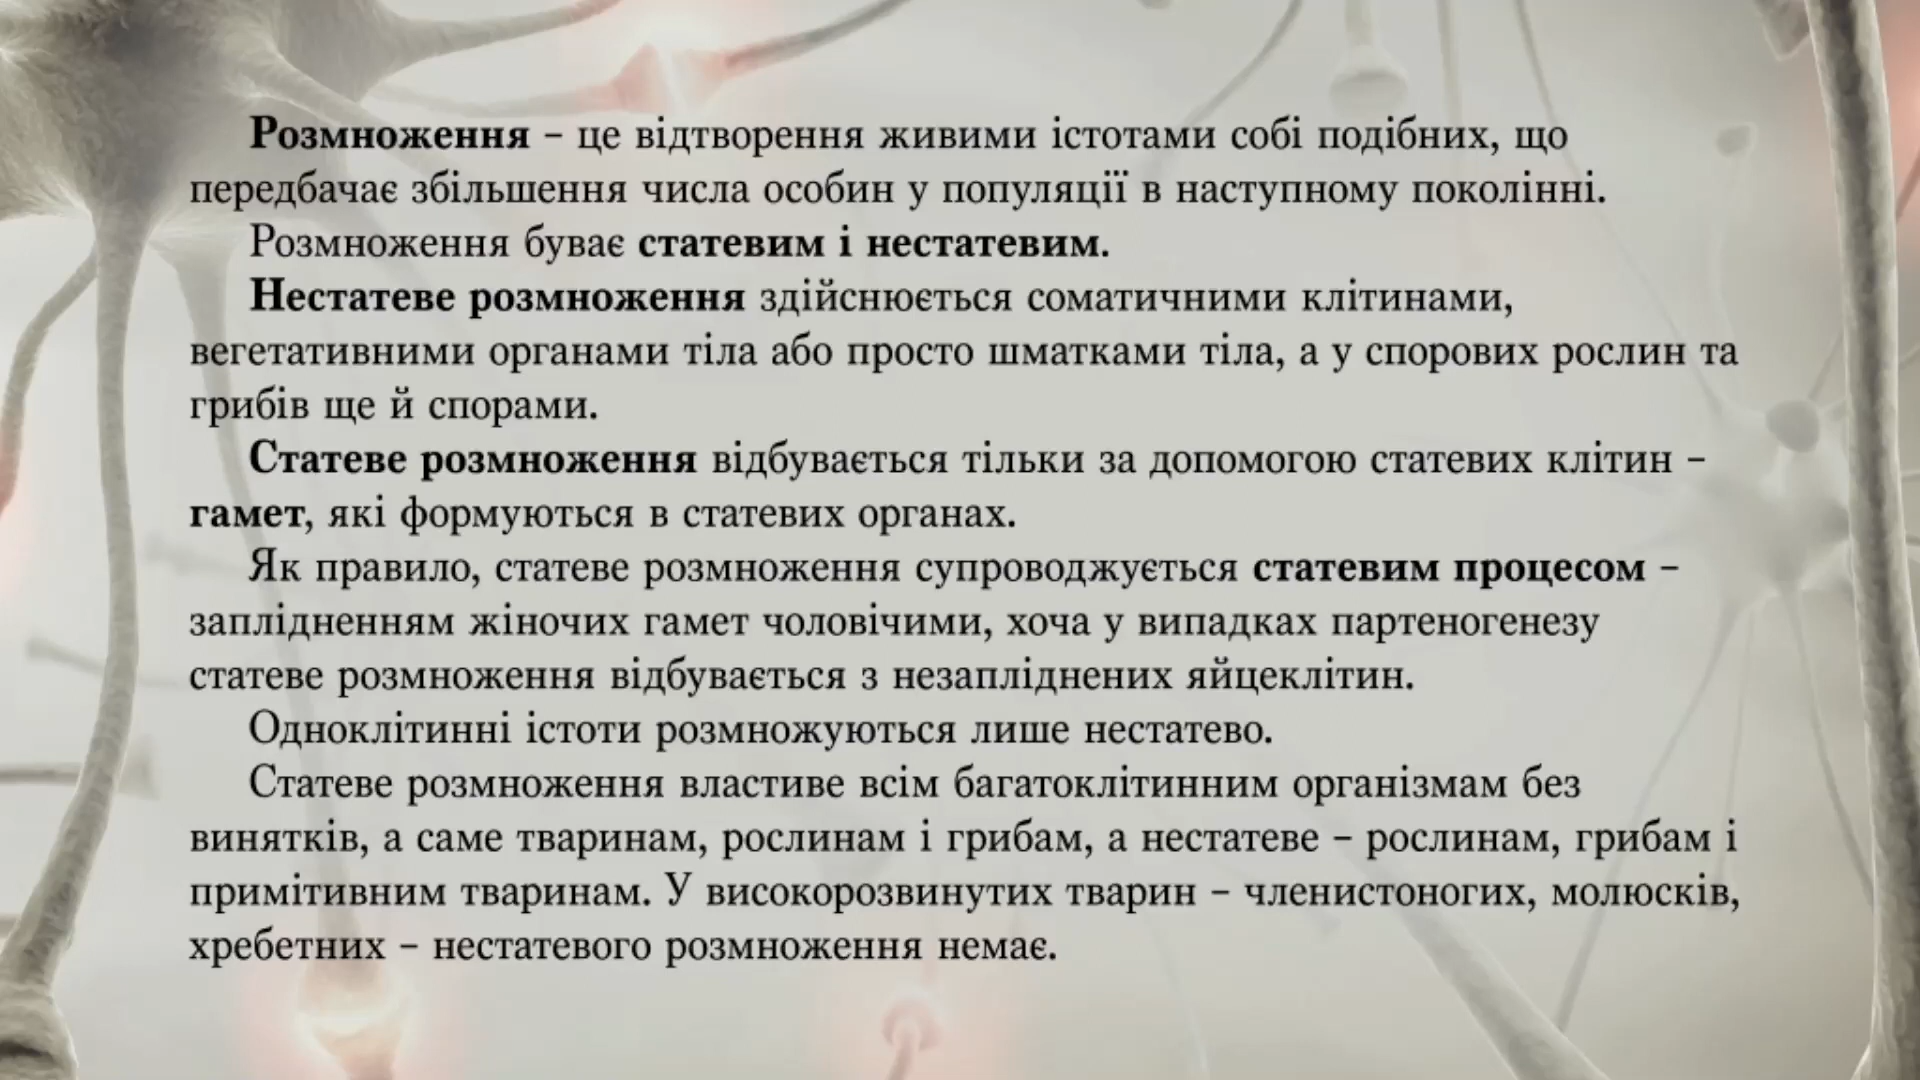 Розмноження – це відтворення живими істотами собі подібних, що
передбачає збільшення числа особин у популяції в наступному поколінні.
Розмноження буває статевим і нестатевим.
Нестатеве розмноження здійснюється соматичними клітинами,
вегетативними органами тіла або просто шматками тіла, а у спорових рослин та
грибів ще й спорами.
Статеве розмноження відбувається тільки за допомогою статевих клітин –
гамет, які формуються в статевих органах.
Як правило, статеве розмноження супроводжується статевим процесом –
заплідненням жіночих гамет чоловічими, хоча у випадках партеногенезу
статеве розмноження відбувається з незапліднених яйцеклітин.
Одноклітинні істоти розмножуються лише нестатево.
Статеве розмноження властиве всім багатоклітинним організмам без
винятків, а саме тваринам, рослинам і грибам, а нестатеве – рослинам, грибам і
примітивним тваринам. У високорозвинутих тварин – членистоногих, молюсків,
хребетних – нестатевого розмноження немає.